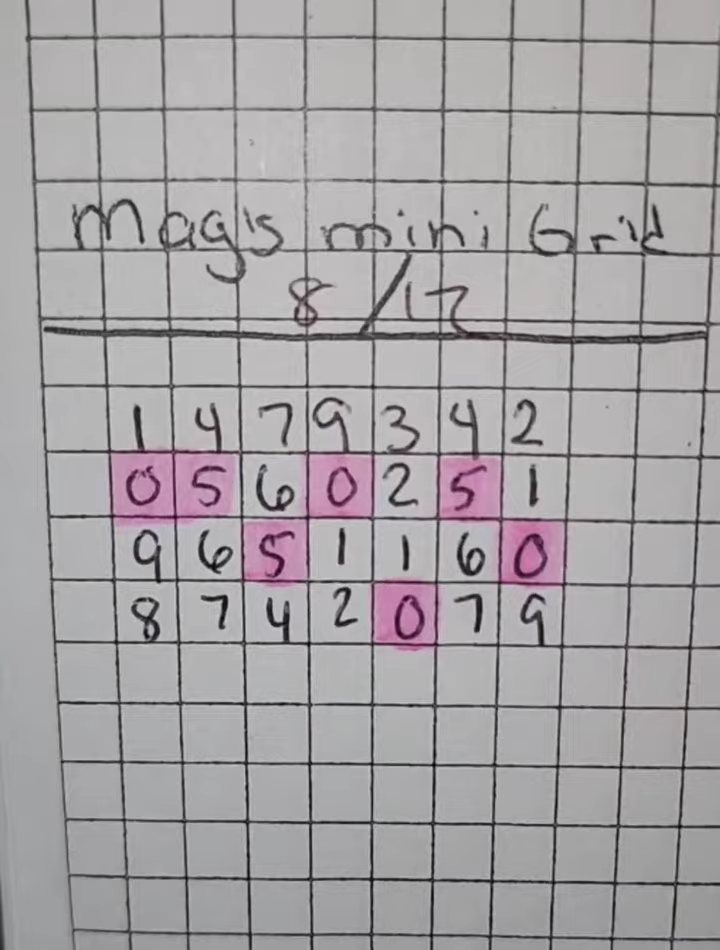 Mag's mini Grid
8/12
1 4 7 9 3 4 2
0 5 6 0 2 5 1
9 6 5 1 1 6 0
8 7 4 2 0 7 9